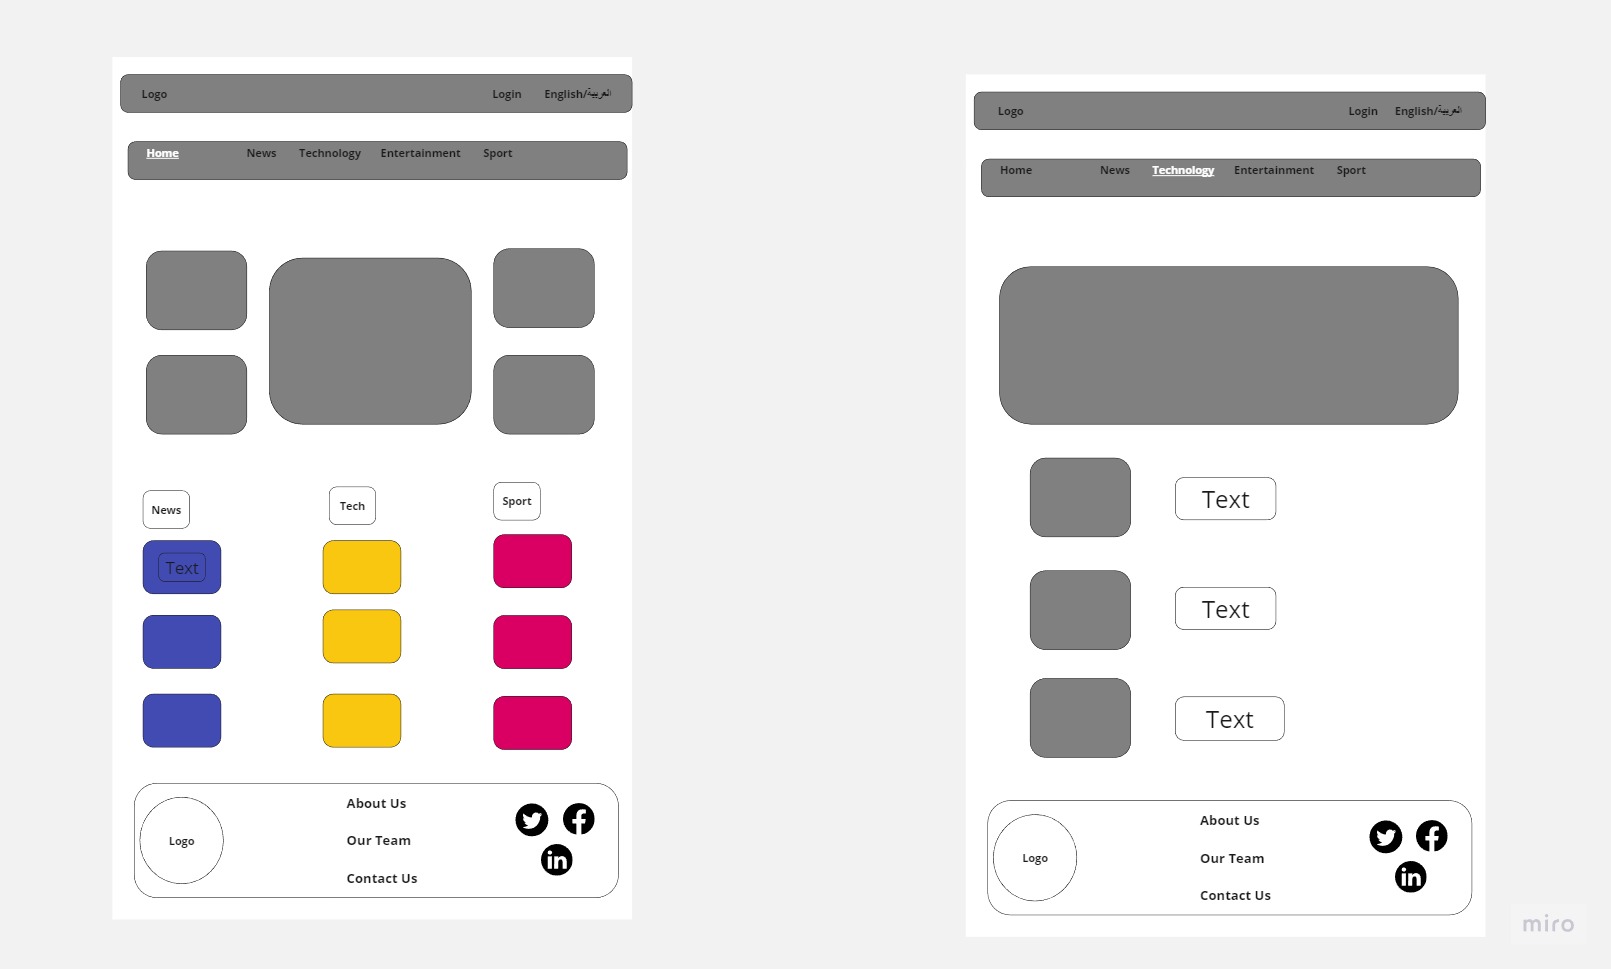 Logo
Login
English/العربية
Home
News
Technology
Entertainment
Sport
News
Tech
Sport
Text
Logo
About Us
Our Team
Contact Us
in
Logo
Login
English/العربية
Home
News
Technology
Entertainment
Sport
Text
Text
Text
Logo
About Us
Our Team
Contact Us
in
miro